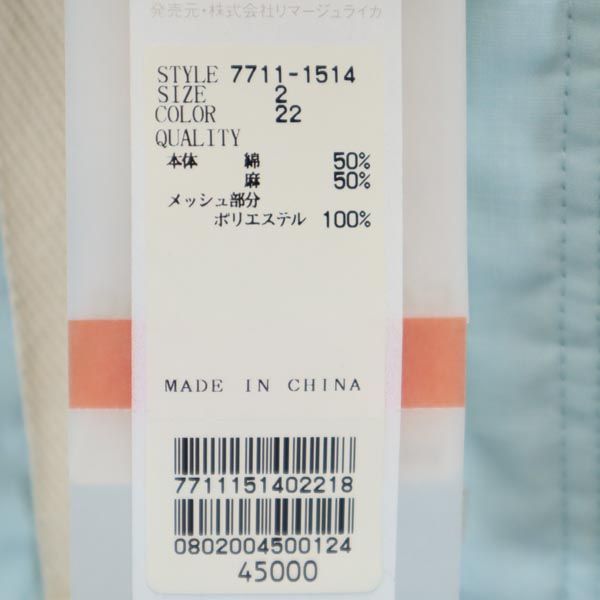 発売元・株式会社リマージュライカ
STYLE 7711-1514
SIZE 2
COLOR 22
QUALITY
本体 綿 50%
麻 50%
メッシュ部分
ポリエステル 100%
MADE IN CHINA
7711151402218
0802004500124
45000